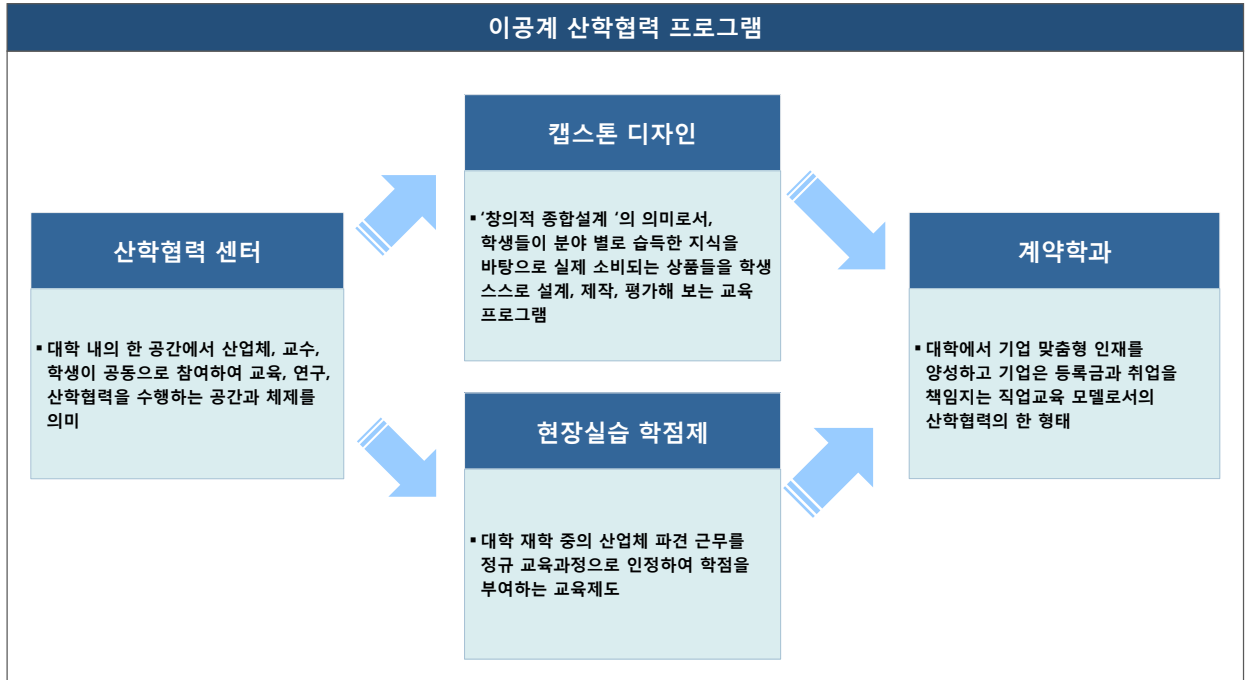 이공계 산학협력 프로그램
산학협력 센터
▪ 대학 내의 한 공간에서 산업체, 교수,
학생이 공동으로 참여하여 교육, 연구,
산학협력을 수행하는 공간과 체제를
의미
캡스톤 디자인
▪ ‘창의적 종합설계 ‘의 의미로서,
학생들이 분야 별로 습득한 지식을
바탕으로 실제 소비되는 상품들을 학생
스스로 설계, 제작, 평가해 보는 교육
프로그램
현장실습 학점제
▪ 대학 재학 중의 산업체 파견 근무를
정규 교육과정으로 인정하여 학점을
부여하는 교육제도
계약학과
▪ 대학에서 기업 맞춤형 인재를
양성하고 기업은 등록금과 취업을
책임지는 직업교육 모델로서의
산학협력의 한 형태